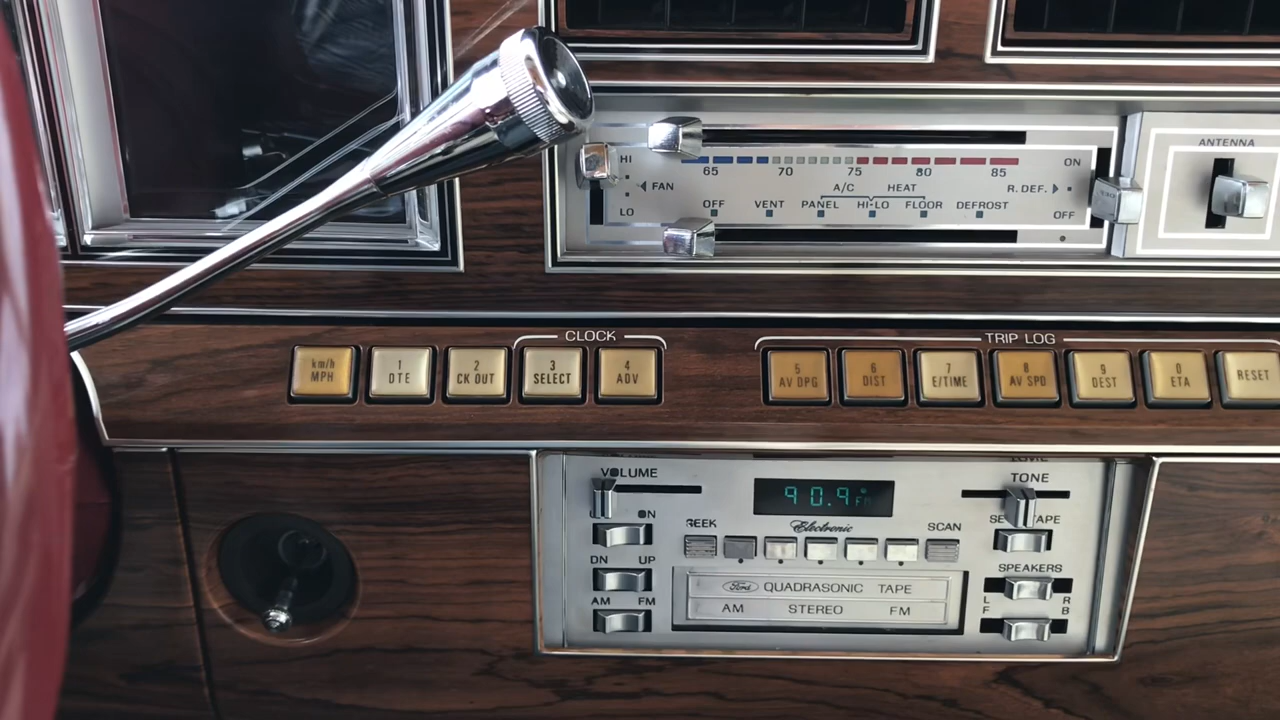 ANTENNA
HI
ON
65 70 75 80 85
FAN
A/C HEAT
R. DEF.
LO
OFF VENT PANEL HI-LO FLOOR DEFROST
OFF
CLOCK
TRIP LOG
km/h
MPH
1
DTE
2
CK OUT
3
SELECT
4
ADV
5
AV DPG
6
DIST
7
E/TIME
8
AV SPD
9
DEST
0
ETA
RESET
VOLUME
TONE
90.9 FM
ON
SEEK
Electronic
SCAN
TAPE
DN UP
SPEAKERS
Ford QUADRASONIC TAPE
AM FM
AM STEREO FM
L R
F B